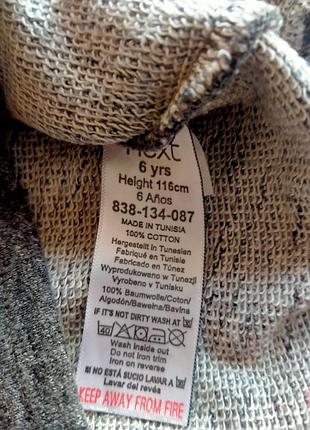 next
6 yrs
Height 116cm
6 Años
838-134-087
MADE IN TUNISIA
100% COTTON
Hergestellt in Tunesien
Fabriqué en Tunisie
Fabricado en Túnez
Wyprodukowano w Tunezji
Vyrobeno v Tunisku
100% Baumwolle/Coton/
Algodón/Bawełna/Bavlna
IF IT'S NOT DIRTY WASH AT
40
Wash inside out
Do not iron trim
Iron on reverse
SI NO ESTÁ SUCIO LAVAR A
Lavar del revés
KEEP AWAY FROM FIRE